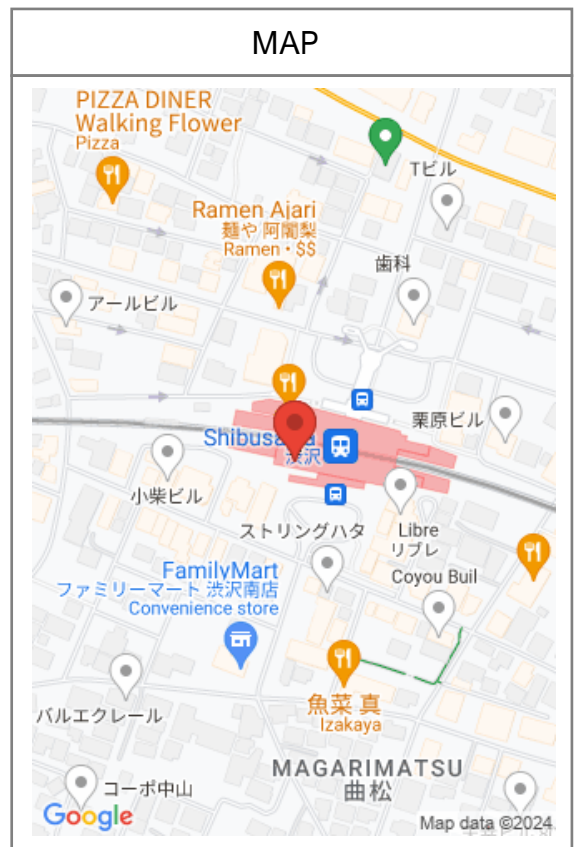 MAP
PIZZA DINER
Walking Flower
Pizza
Tビル
Ramen Ajari
麺や 阿闍梨
Ramen・$$
歯科
アールビル
栗原ビル
渋沢
小柴ビル
ストリングハタ
Libre
リブレ
FamilyMart
ファミリーマート 渋沢南店
Convenience store
Coyou Buil
魚菜 真
Izakaya
バルエクレール
MAGARIMATSU
曲松
コーポ中山
Google
Map data ©2024